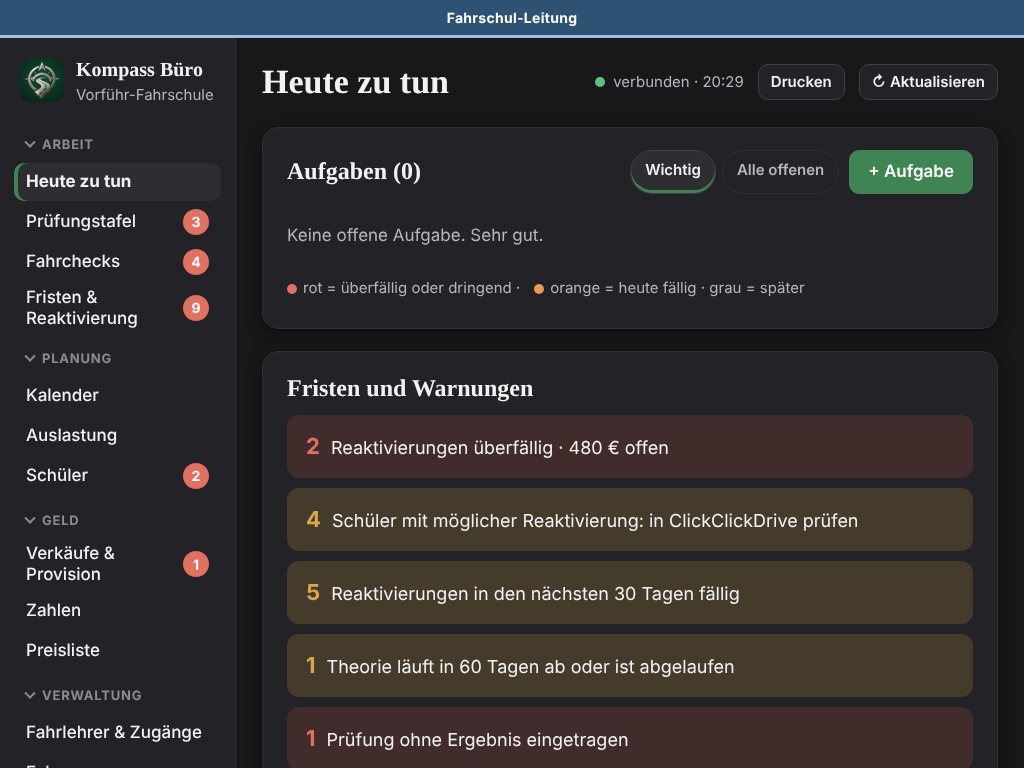 Fahrschul-Leitung
Kompass Büro
Vorführ-Fahrschule
ARBEIT
Heute zu tun
Prüfungstafel 3
Fahrchecks 4
Fristen &
Reaktivierung 9
PLANUNG
Kalender
Auslastung
Schüler 2
GELD
Verkäufe &
Provision 1
Zahlen
Preisliste
VERWALTUNG
Fahrlehrer & Zugänge
Heute zu tun
verbunden · 20:29
Drucken
↻ Aktualisieren
Aufgaben (0)
Wichtig
Alle offenen
+ Aufgabe
Keine offene Aufgabe. Sehr gut.
rot = überfällig oder dringend · orange = heute fällig · grau = später
Fristen und Warnungen
2 Reaktivierungen überfällig · 480 € offen
4 Schüler mit möglicher Reaktivierung: in ClickClickDrive prüfen
5 Reaktivierungen in den nächsten 30 Tagen fällig
1 Theorie läuft in 60 Tagen ab oder ist abgelaufen
1 Prüfung ohne Ergebnis eingetragen